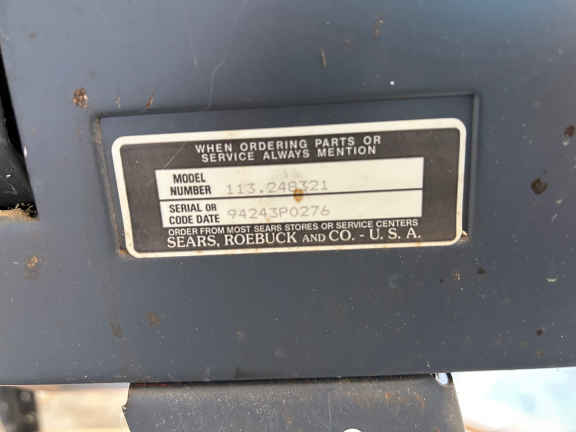 WHEN ORDERING PARTS OR
SERVICE ALWAYS MENTION
MODEL
NUMBER 113.248321
SERIAL OR
CODE DATE 94243P0276
ORDER FROM MOST SEARS STORES OR SERVICE CENTERS
SEARS, ROEBUCK AND CO. - U. S. A.